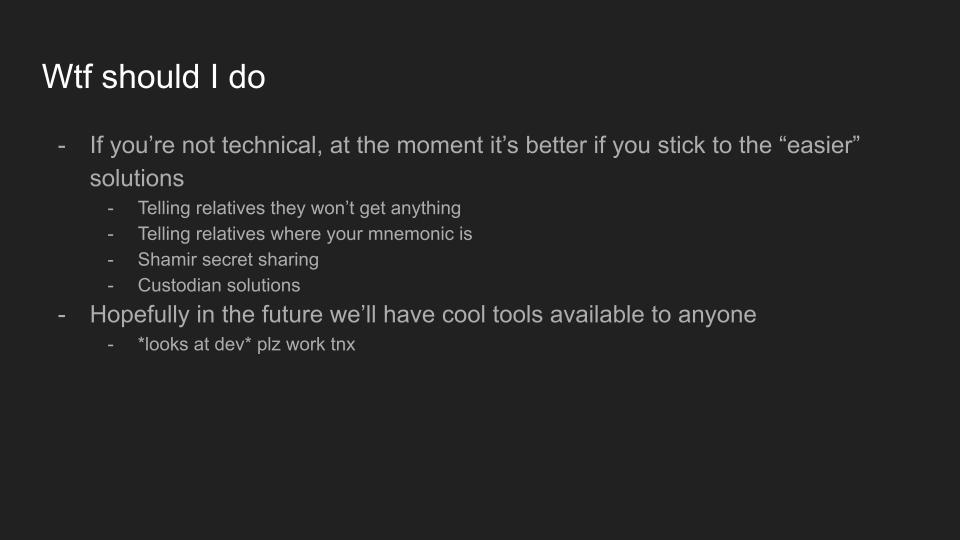 Wtf should I do
- If you’re not technical, at the moment it’s better if you stick to the “easier”
solutions
- Telling relatives they won’t get anything
- Telling relatives where your mnemonic is
- Shamir secret sharing
- Custodian solutions
- Hopefully in the future we’ll have cool tools available to anyone
- *looks at dev* plz work tnx